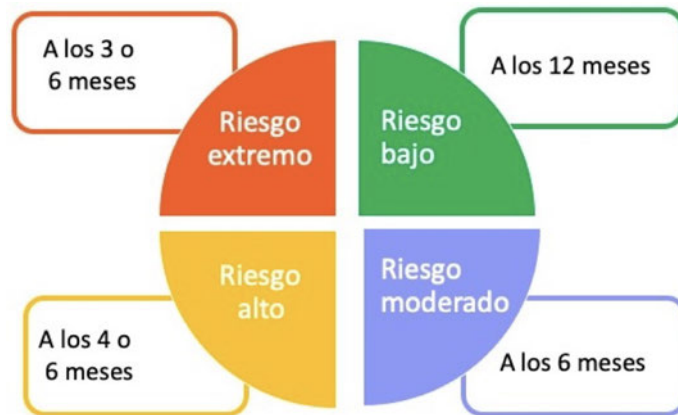 A los 3 o
6 meses
Riesgo
extremo
Riesgo
bajo
A los 12 meses
A los 4 o
6 meses
Riesgo
alto
Riesgo
moderado
A los 6 meses